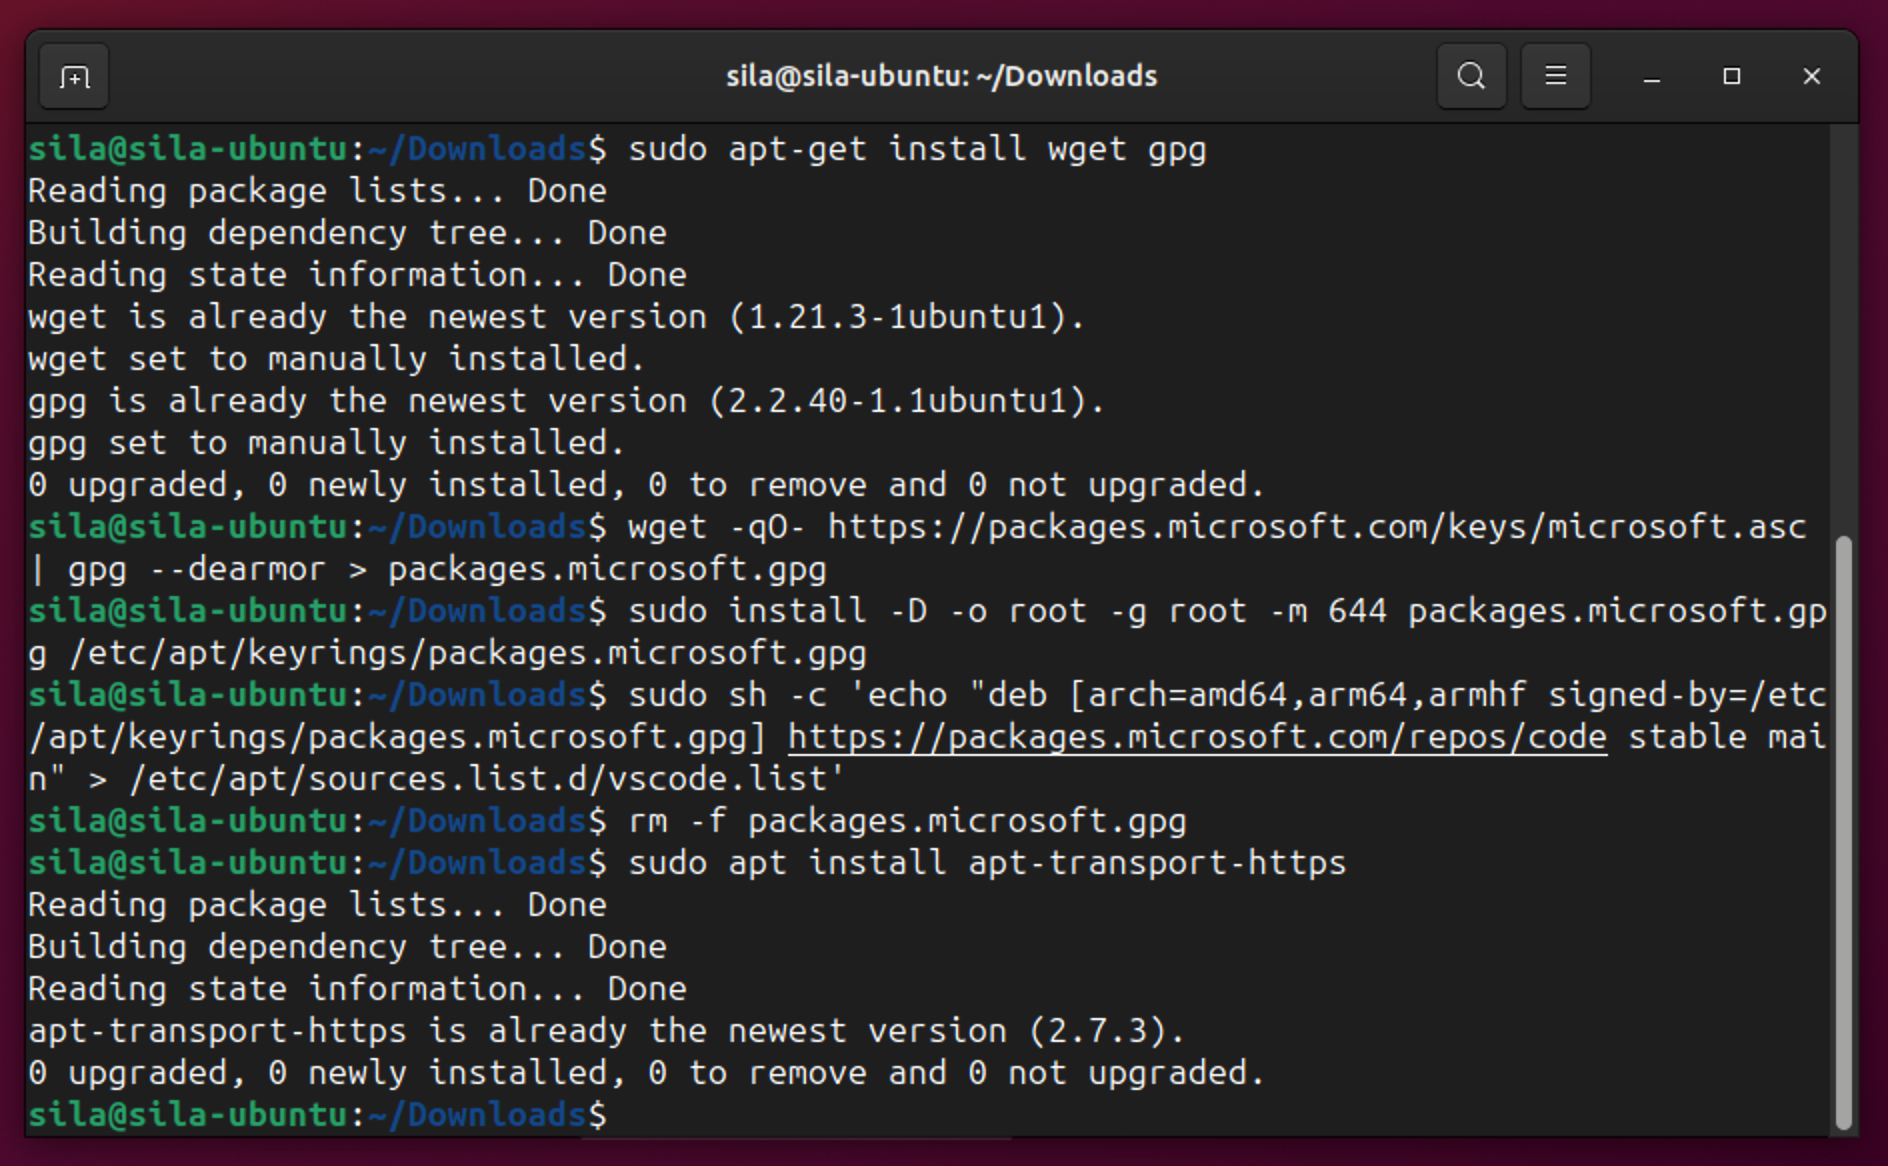 sila@sila-ubuntu: ~/Downloads
sila@sila-ubuntu:~/Downloads$ sudo apt-get install wget gpg
Reading package lists... Done
Building dependency tree... Done
Reading state information... Done
wget is already the newest version (1.21.3-1ubuntu1).
wget set to manually installed.
gpg is already the newest version (2.2.40-1.1ubuntu1).
gpg set to manually installed.
0 upgraded, 0 newly installed, 0 to remove and 0 not upgraded.
sila@sila-ubuntu:~/Downloads$ wget -qO- https://packages.microsoft.com/keys/microsoft.asc
| gpg --dearmor > packages.microsoft.gpg
sila@sila-ubuntu:~/Downloads$ sudo install -D -o root -g root -m 644 packages.microsoft.gp
g /etc/apt/keyrings/packages.microsoft.gpg
sila@sila-ubuntu:~/Downloads$ sudo sh -c 'echo "deb [arch=amd64,arm64,armhf signed-by=/etc
/apt/keyrings/packages.microsoft.gpg] https://packages.microsoft.com/repos/code stable mai
n" > /etc/apt/sources.list.d/vscode.list'
sila@sila-ubuntu:~/Downloads$ rm -f packages.microsoft.gpg
sila@sila-ubuntu:~/Downloads$ sudo apt install apt-transport-https
Reading package lists... Done
Building dependency tree... Done
Reading state information... Done
apt-transport-https is already the newest version (2.7.3).
0 upgraded, 0 newly installed, 0 to remove and 0 not upgraded.
sila@sila-ubuntu:~/Downloads$